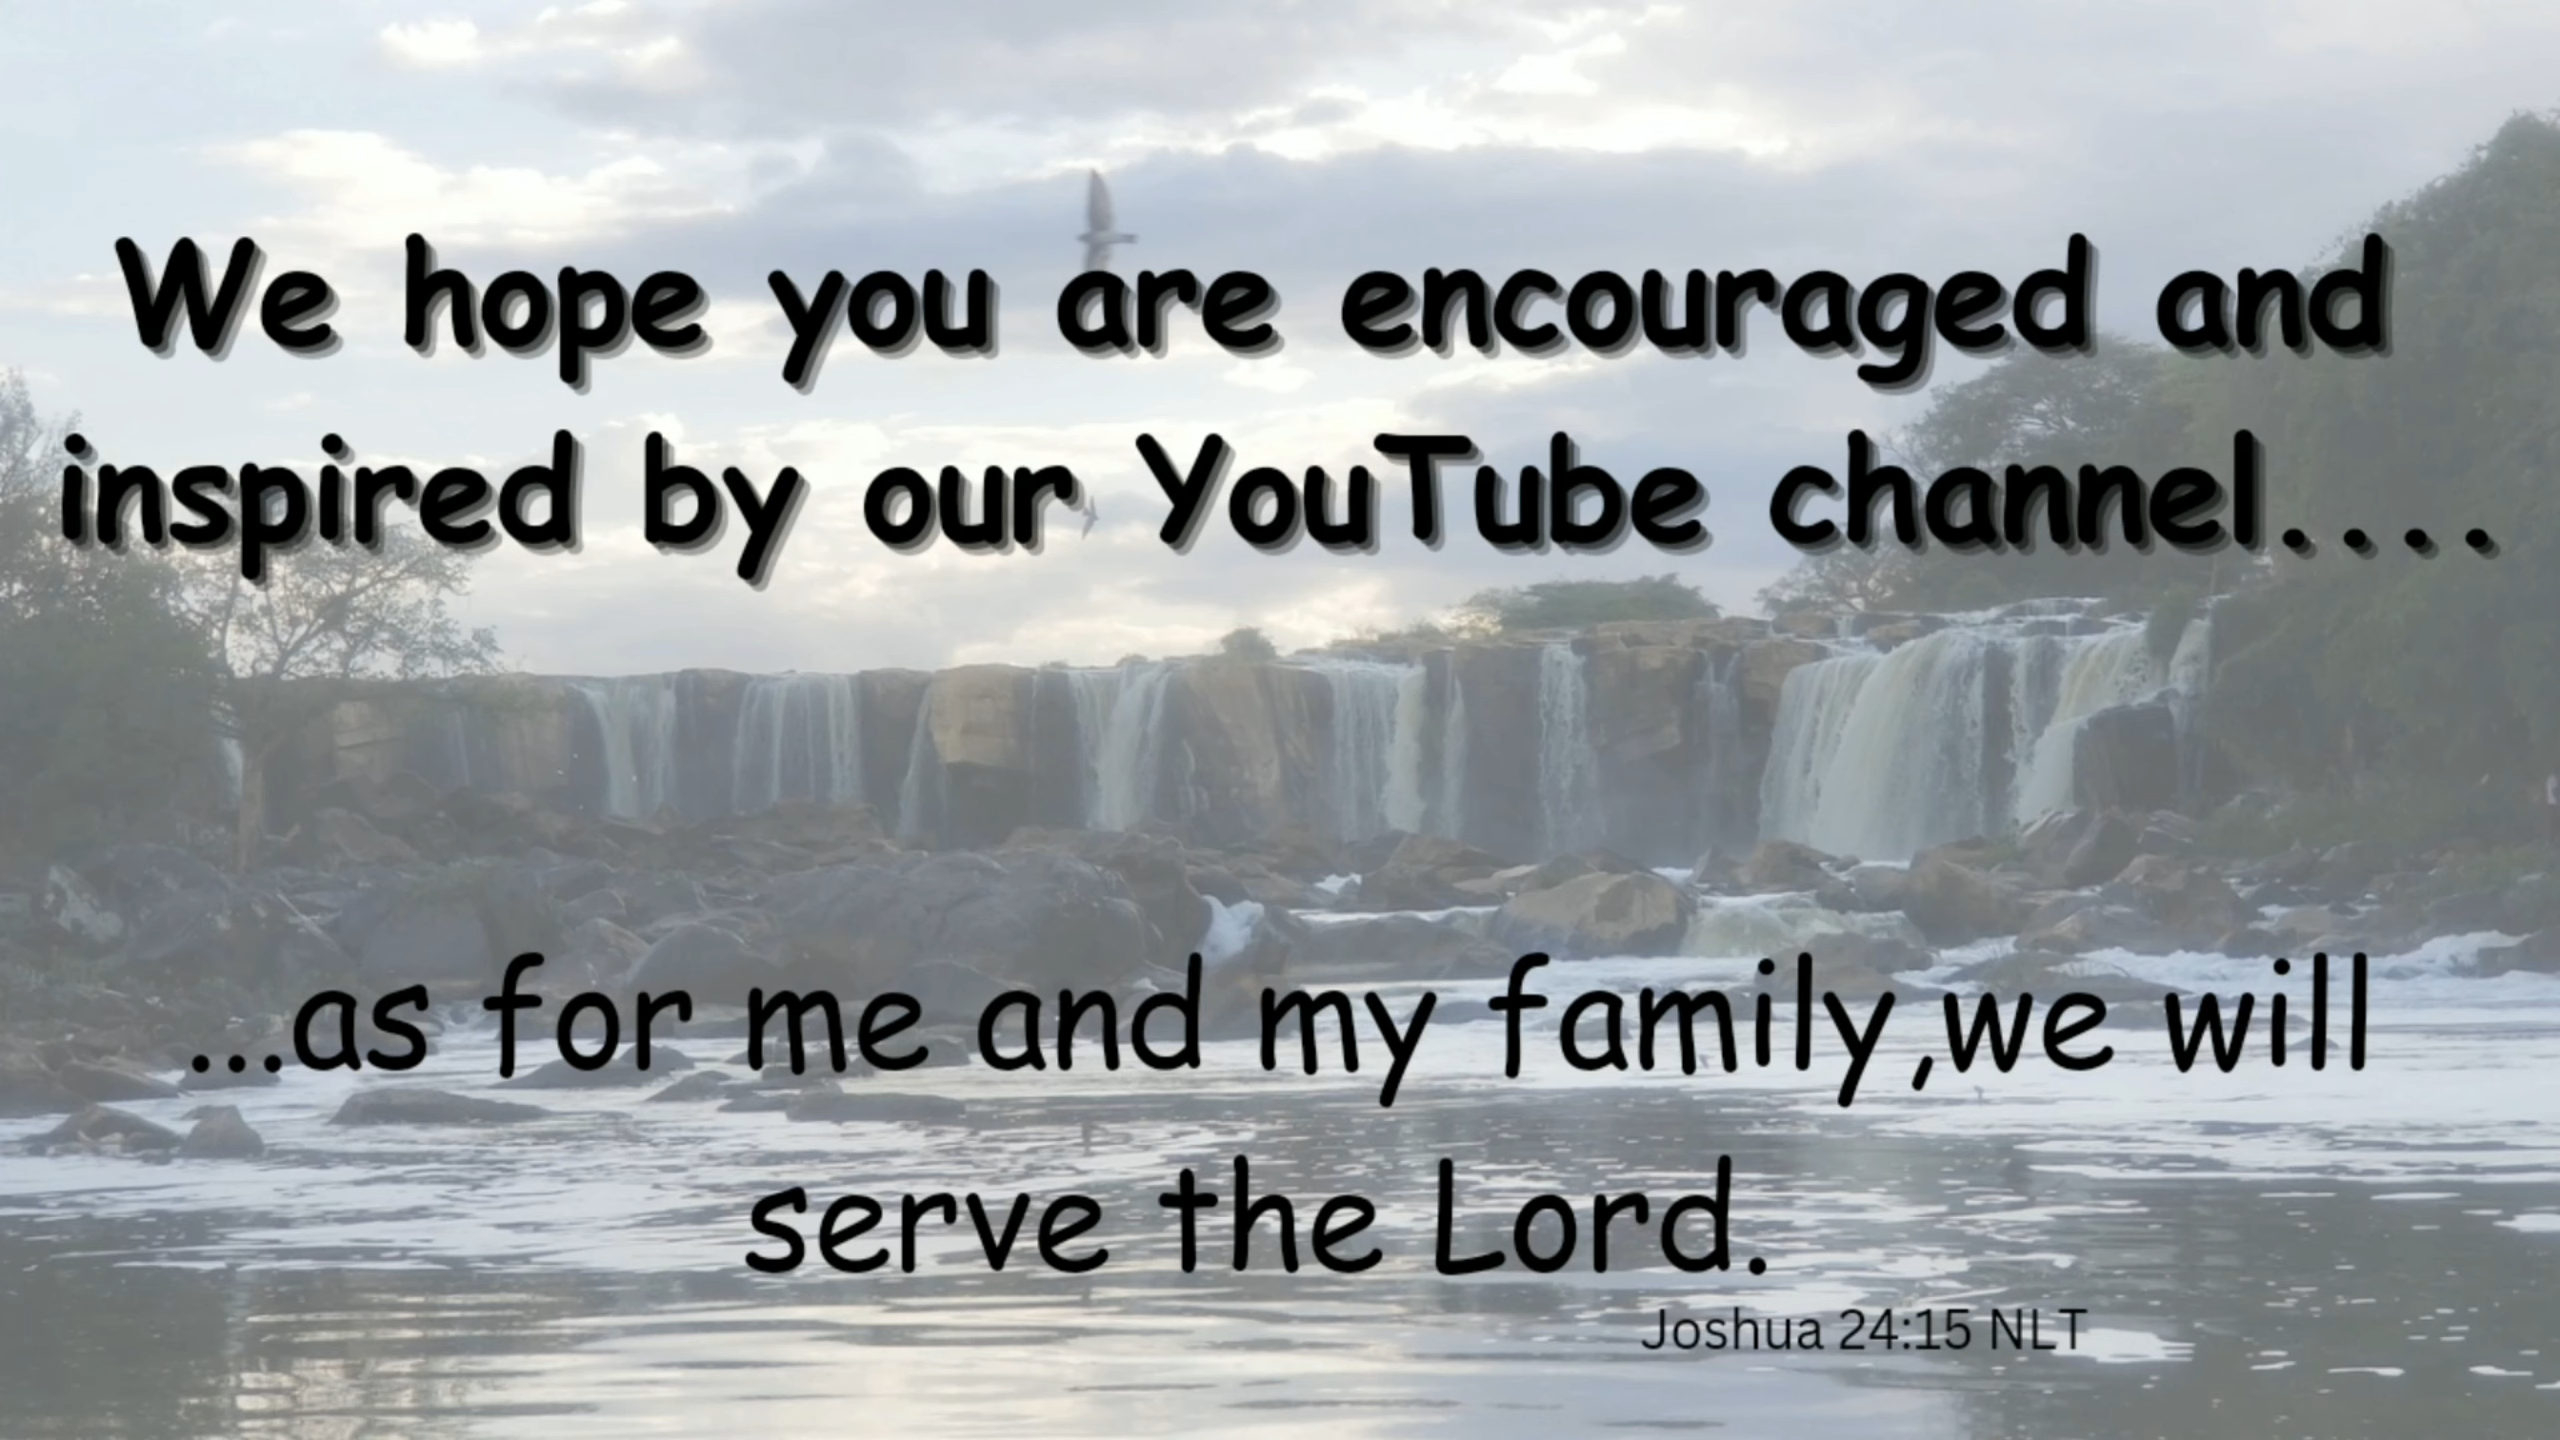 We hope you are encouraged and
inspired by our YouTube channel....
...as for me and my family,we will
serve the Lord.
Joshua 24:15 NLT